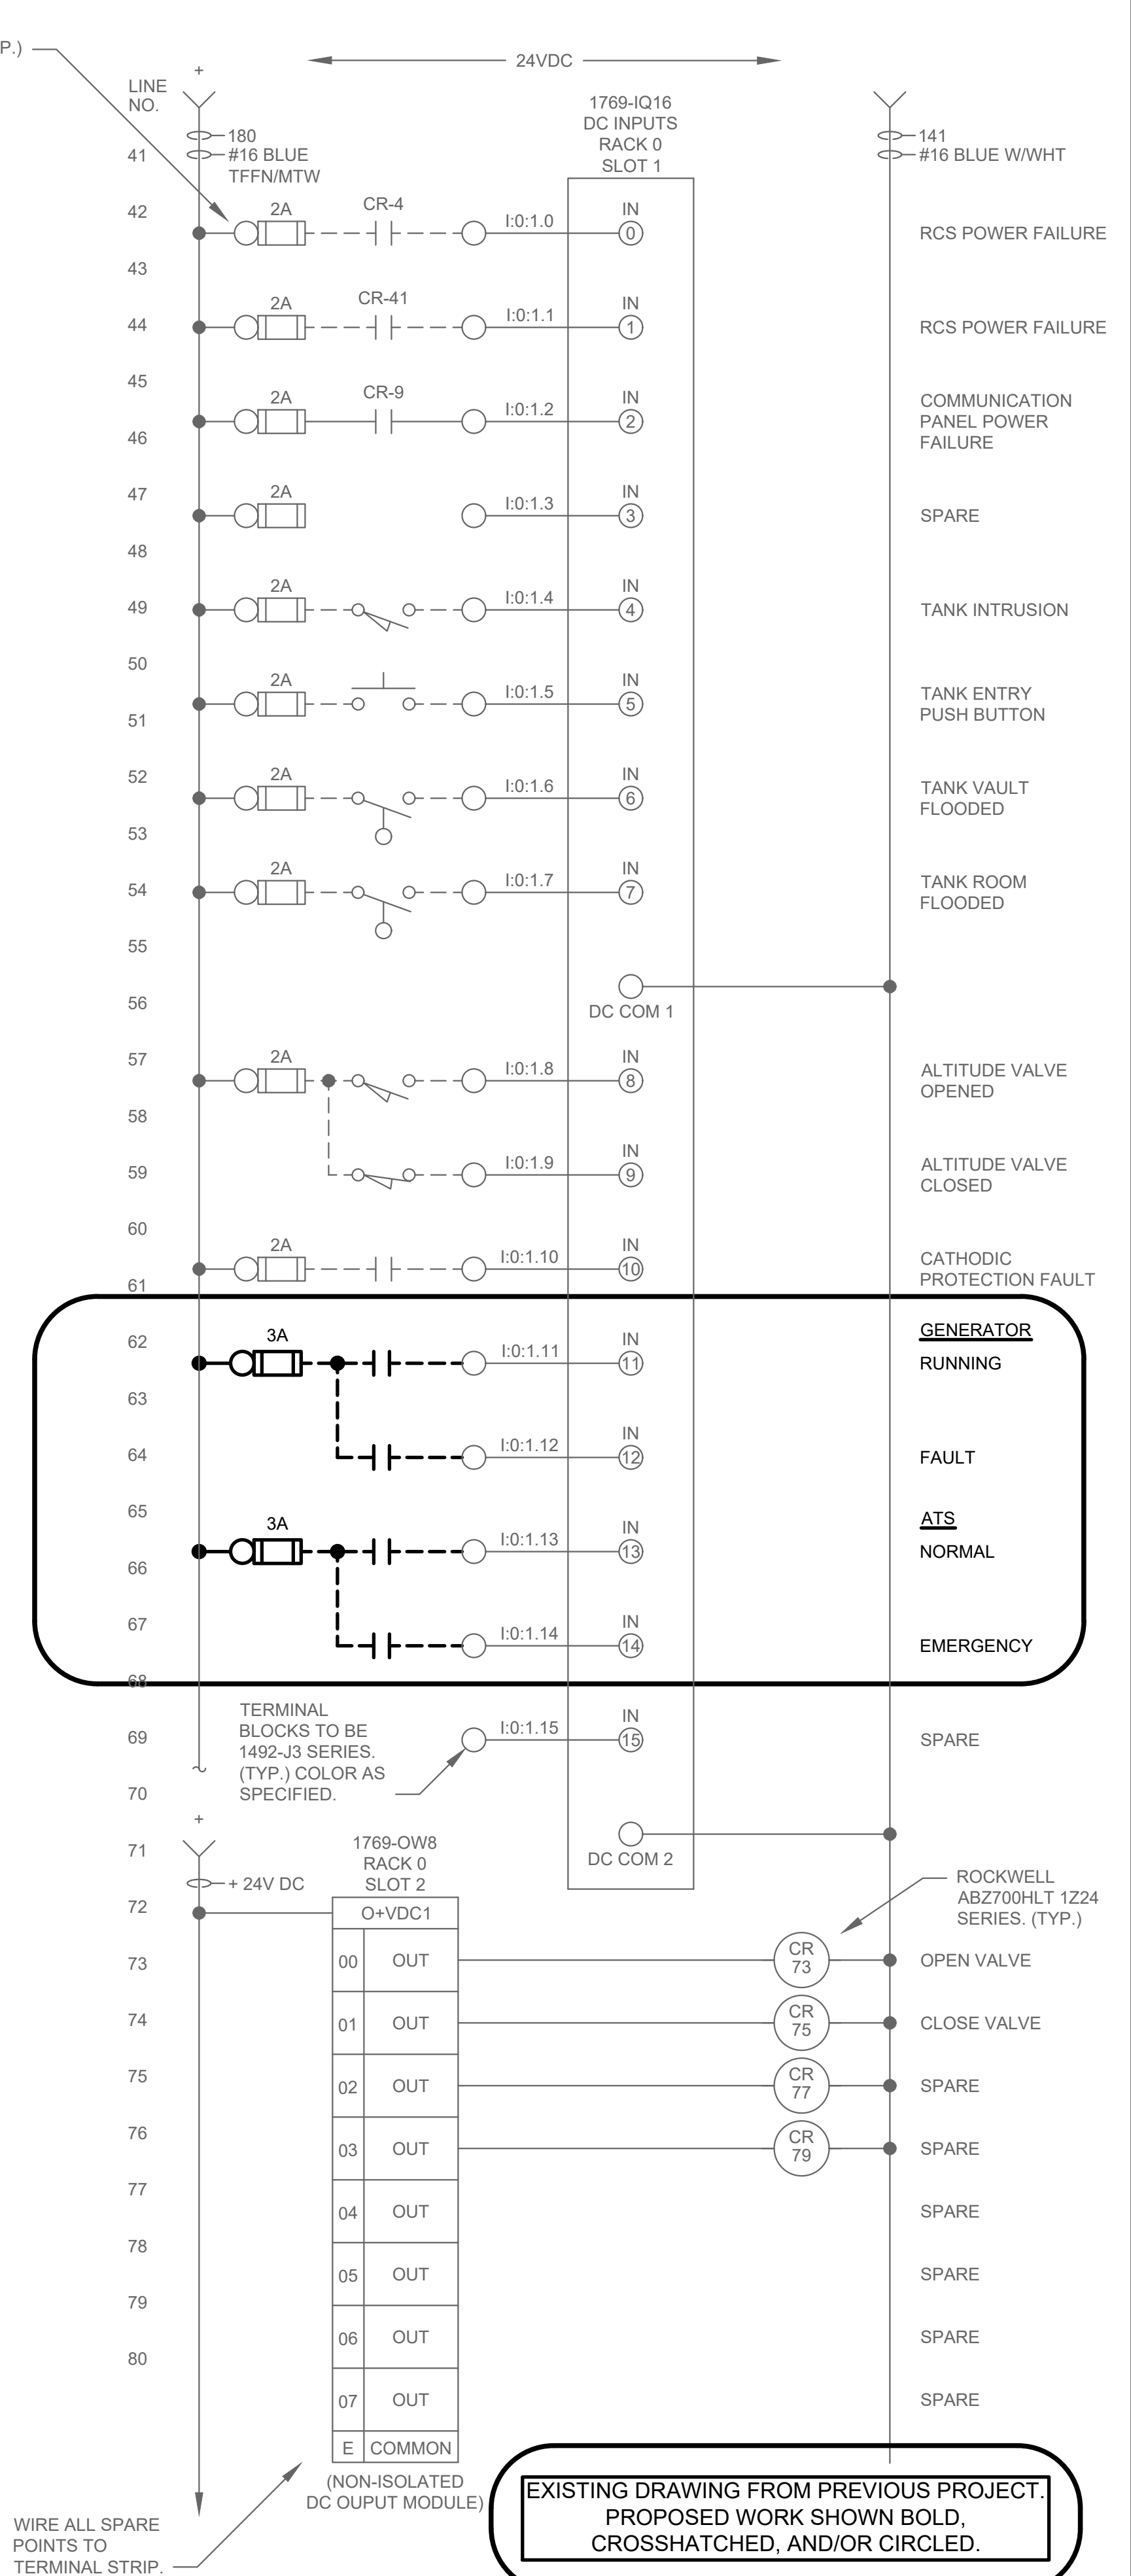 P.)
24VDC
+
LINE
NO.
1769-IQ16
DC INPUTS
RACK 0
SLOT 1
180
141
41
#16 BLUE
TFFN/MTW
#16 BLUE W/WHT
42
2A
CR-4
I:0:1.0
IN
0
RCS POWER FAILURE
43
44
2A
CR-41
I:0:1.1
IN
1
RCS POWER FAILURE
45
2A
CR-9
I:0:1.2
IN
2
COMMUNICATION
PANEL POWER
FAILURE
46
47
2A
I:0:1.3
IN
3
SPARE
48
49
2A
I:0:1.4
IN
4
TANK INTRUSION
50
2A
I:0:1.5
IN
5
TANK ENTRY
PUSH BUTTON
51
52
2A
I:0:1.6
IN
6
TANK VAULT
FLOODED
53
54
2A
I:0:1.7
IN
7
TANK ROOM
FLOODED
55
56
DC COM 1
57
2A
I:0:1.8
IN
8
ALTITUDE VALVE
OPENED
58
59
I:0:1.9
IN
9
ALTITUDE VALVE
CLOSED
60
2A
I:0:1.10
IN
10
CATHODIC
PROTECTION FAULT
61
62
3A
I:0:1.11
IN
11
GENERATOR
RUNNING
63
64
I:0:1.12
IN
12
FAULT
65
3A
I:0:1.13
IN
13
ATS
NORMAL
66
67
I:0:1.14
IN
14
EMERGENCY
68
69
TERMINAL
BLOCKS TO BE
1492-J3 SERIES.
(TYP.) COLOR AS
SPECIFIED.
I:0:1.15
IN
15
SPARE
70
+
71
1769-OW8
RACK 0
SLOT 2
DC COM 2
+ 24V DC
ROCKWELL
ABZ700HLT 1Z24
SERIES. (TYP.)
72
O+VDC1
73
00
OUT
CR
73
OPEN VALVE
74
01
OUT
CR
75
CLOSE VALVE
75
02
OUT
CR
77
SPARE
76
03
OUT
CR
79
SPARE
77
04
OUT
SPARE
78
05
OUT
SPARE
79
06
OUT
SPARE
80
07
OUT
SPARE
E
COMMON
(NON-ISOLATED
DC OUPUT MODULE)
WIRE ALL SPARE
POINTS TO
TERMINAL STRIP.
EXISTING DRAWING FROM PREVIOUS PROJECT.
PROPOSED WORK SHOWN BOLD,
CROSSHATCHED, AND/OR CIRCLED.